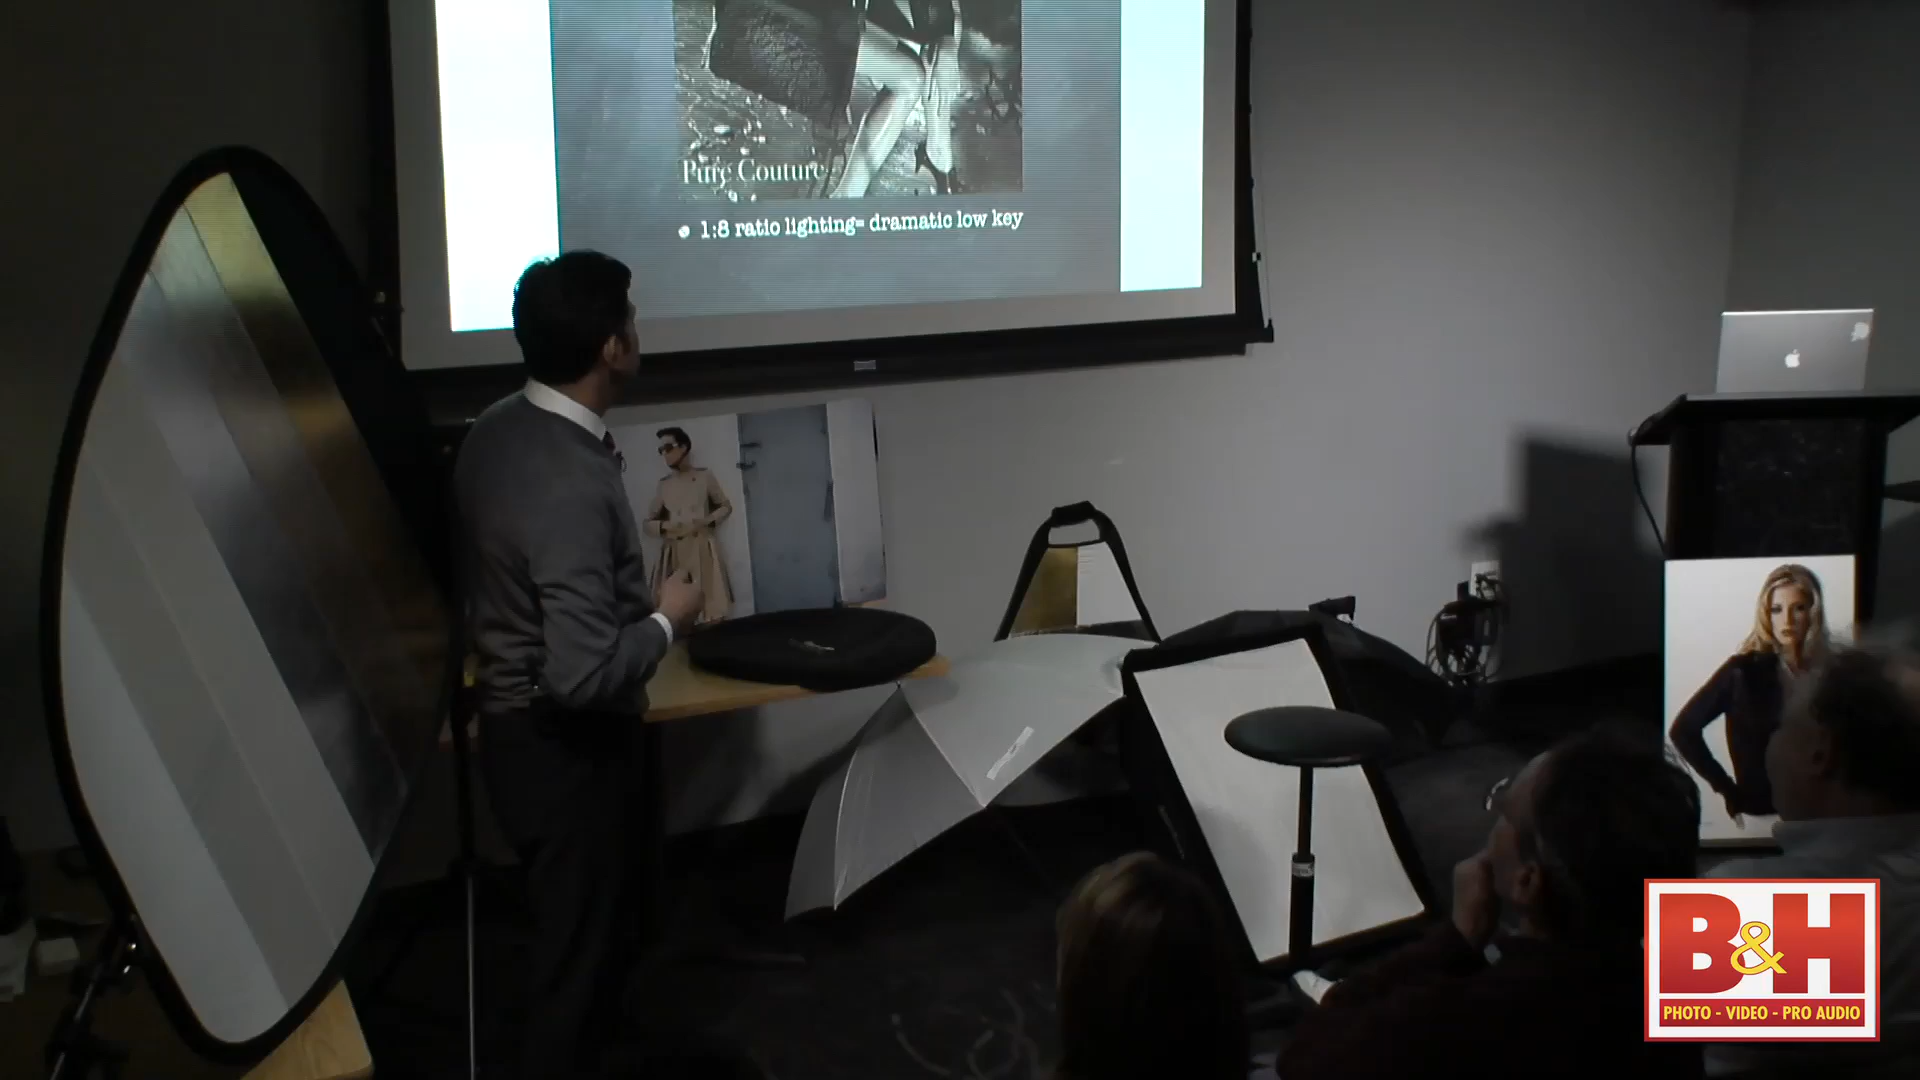 Pure Couture
1:8 ratio lighting= dramatic low key
B&H
PHOTO - VIDEO - PRO AUDIO